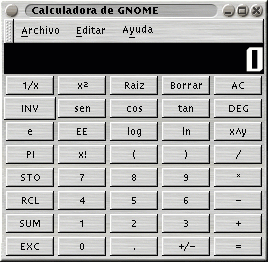 Calculadora de GNOME
Archivo Editar Ayuda
0
1/x x² Raiz Borrar AC
INV sen cos tan DEG
e EE log ln x^y
PI x! ( ) /
STO 7 8 9 *
RCL 4 5 6 -
SUM 1 2 3 +
EXC 0 . +/- =